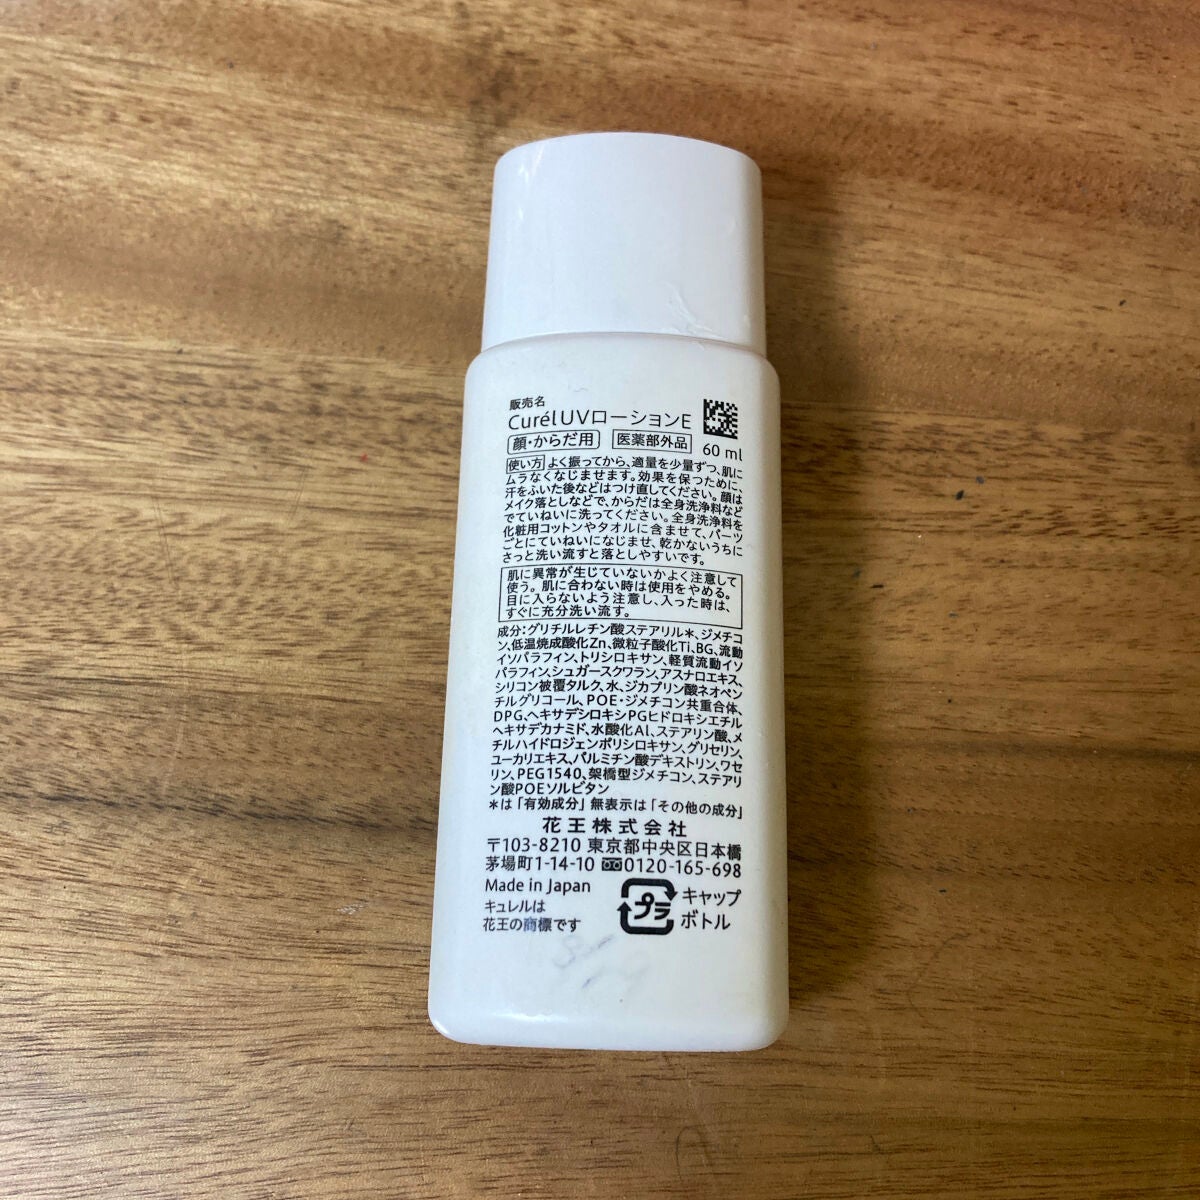 販売名
CurélUVローションE
顔・からだ用 医薬部外品 60 ml
使い方 よく振ってから、適量を少量ずつ、肌に
ムラなくなじませます。効果を保つために、
汗をふいた後などはつけ直してください。顔は
メイク落としなどで、からだは全身洗浄料など
でていねいに洗ってください。全身洗浄料を
化粧用コットンやタオルに含ませて、パーツ
ごとにていねいになじませ、乾かないうちに
さっと洗い流すと落としやすいです。
肌に異常が生じていないかよく注意して
使う。肌に合わない時は使用をやめる。
目に入らないよう注意し、入った時は、
すぐに充分洗い流す。
成分:グリチルレチン酸ステアリル*、ジメチコ
ン、低温焼成酸化Zn、微粒子酸化Ti、BG、流動
イソパラフィン、トリシロキサン、軽質流動イソ
パラフィン、シュガースクワラン、アスナロエキス、
シリコン被覆タルク、水、ジカプリン酸ネオペン
チルグリコール、POE・ジメチコン共重合体、
DPG、ヘキサデシロキシPGヒドロキシエチル
ヘキサデカナミド、水酸化Al、ステアリン酸、メ
チルハイドロジェンポリシロキサン、グリセリン、
ユーカリエキス、パルミチン酸デキストリン、ワセ
リン、PEG1540、架橋型ジメチコン、ステアリ
ン酸POEソルビタン
*は「有効成分」無表示は「その他の成分」
花王株式会社
〒103-8210 東京都中央区日本橋
茅場町1-14-10 0120-165-698
Made in Japan
キュレルは
花王の商標です
プラ
キャップ
ボトル